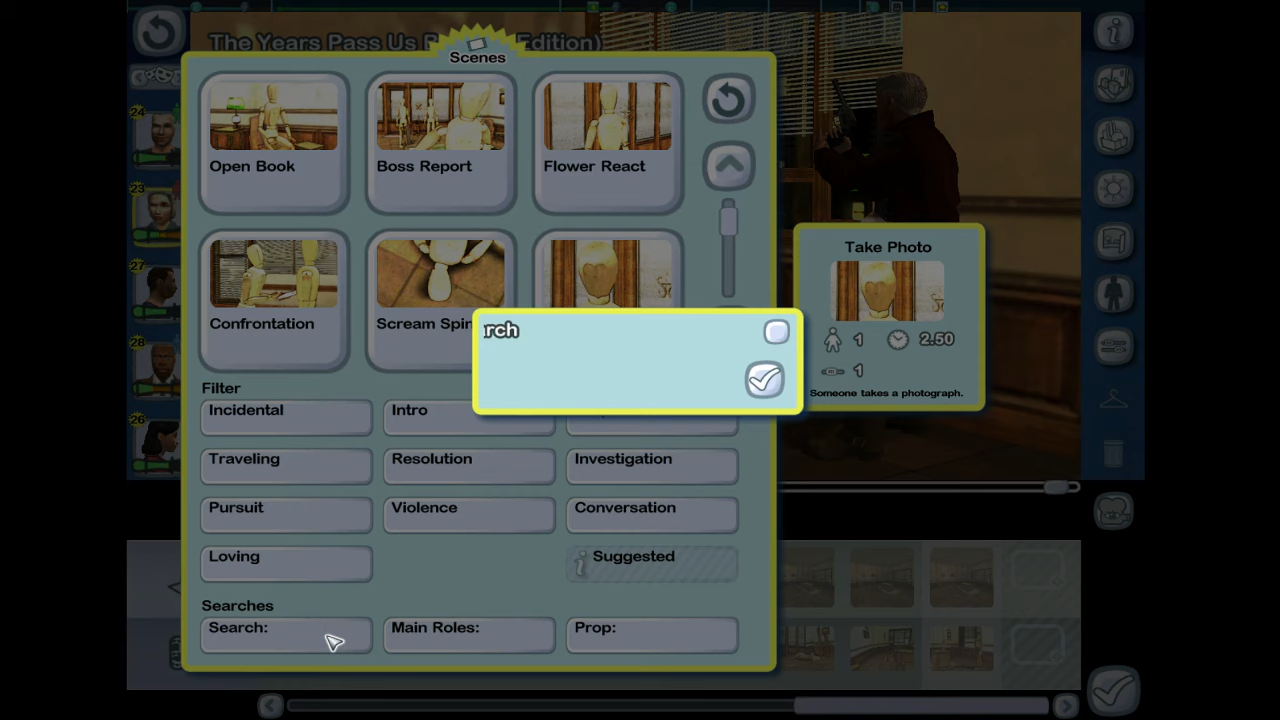 The Years Pass Us Edition)
Scenes
Open Book
Boss Report
Flower React
24
23
27
Confrontation
Scream Spin
28
26
rch
Take Photo
1
2.50
1
Someone takes a photograph.
Filter
Incidental
Intro
Traveling
Resolution
Investigation
Pursuit
Violence
Conversation
Loving
Suggested
Searches
Search:
Main Roles:
Prop: